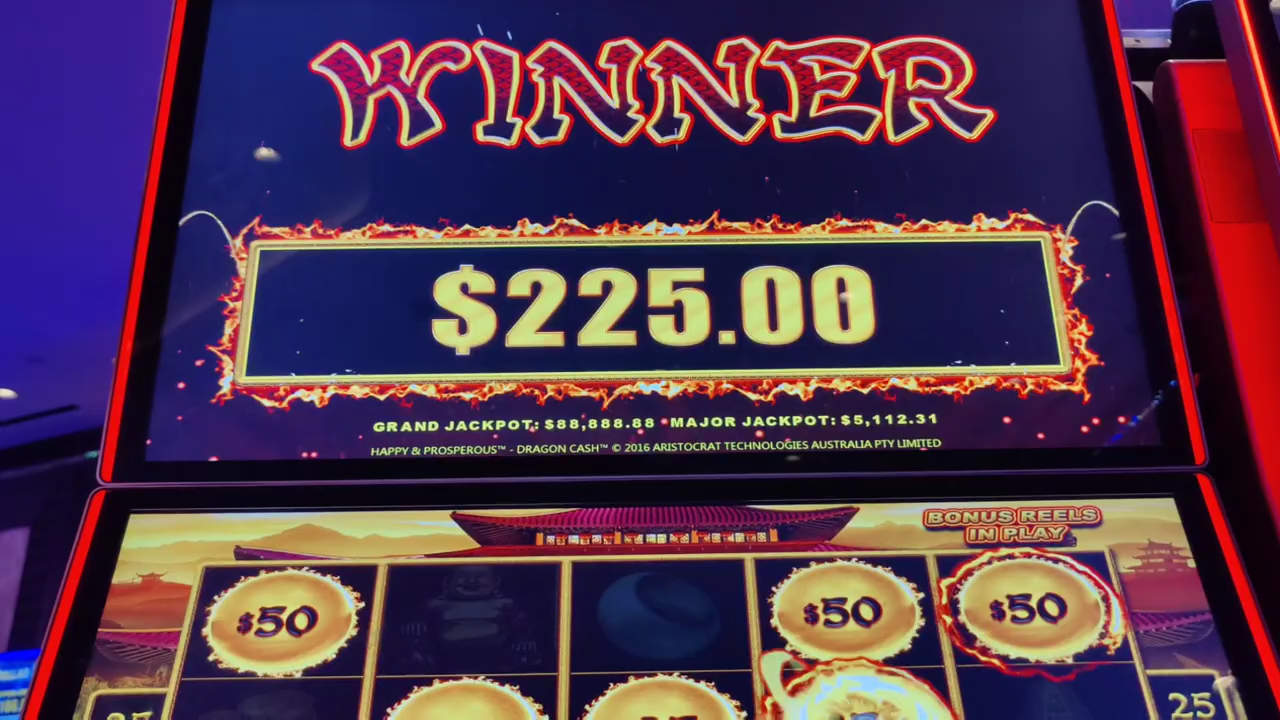 WINNER
$225.00
GRAND JACKPOT: $88,888.88 • MAJOR JACKPOT: $5,112.31
HAPPY & PROSPEROUS™ - DRAGON CASH™ © 2016 ARISTOCRAT TECHNOLOGIES AUSTRALIA PTY LIMITED
BONUS REELS
IN PLAY
$50 $50 $50
25 25